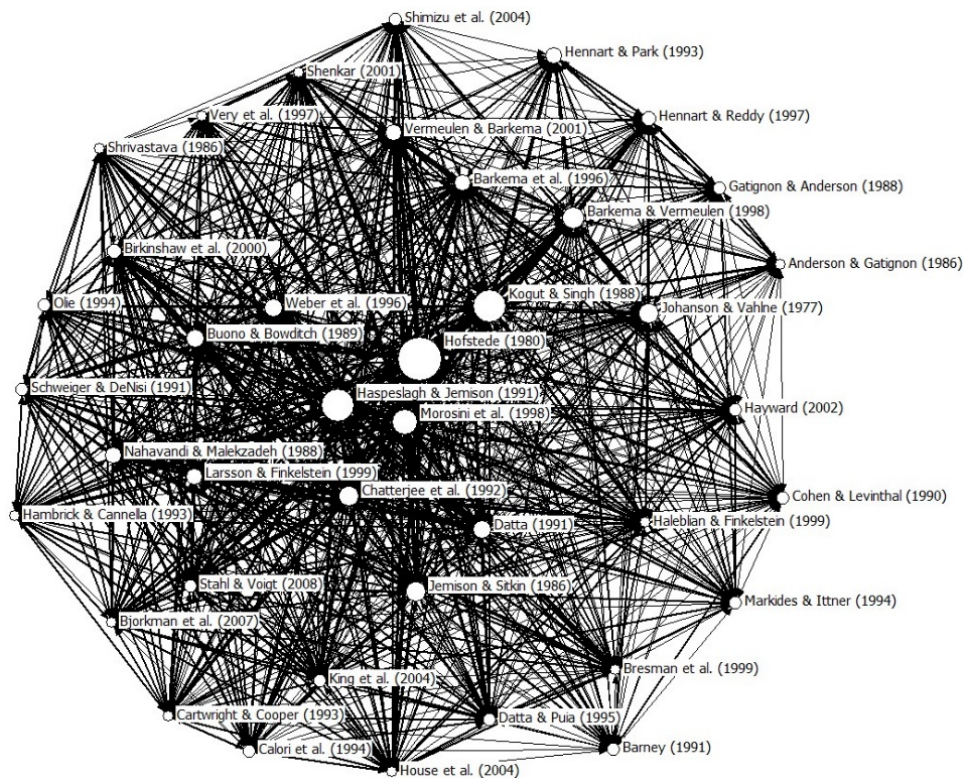 Shimizu et al. (2004)
Hennart & Park (1993)
Shenkar (2001)
Very et al. (1997)
Hennart & Reddy (1997)
Vermeulen & Barkema (2001)
Shrivastava (1986)
Barkema et al. (1996)
Gatignon & Anderson (1988)
Barkema & Vermeulen (1998)
Birkinshaw et al. (2000)
Anderson & Gatignon (1986)
Kogut & Singh (1988)
Olie (1994)
Weber et al. (1996)
Johanson & Vahlne (1977)
Buono & Bowditch (1989)
Hofstede (1980)
Schweiger & DeNisi (1991)
Haspeslagh & Jemison (1991)
Hayward (2002)
Morosini et al. (1998)
Nahavandi & Malekzadeh (1988)
Larsson & Finkelstein (1999)
Chatterjee et al. (1992)
Cohen & Levinthal (1990)
Hambrick & Cannella (1993)
Datta (1991)
Haleblian & Finkelstein (1999)
Stahl & Voigt (2008)
Jemison & Sitkin (1986)
Markides & Ittner (1994)
Bjorkman et al. (2007)
Bresman et al. (1999)
King et al. (2004)
Cartwright & Cooper (1993)
Datta & Puia (1995)
Calori et al. (1994)
Barney (1991)
House et al. (2004)